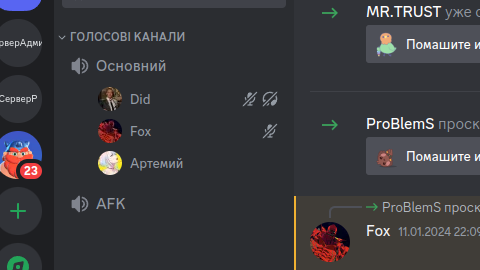 рверАдми
СерверР
23
ГОЛОСОВІ КАНАЛИ
Основний
Did
Fox
Артемий
AFK
MR.TRUST уже
Помашите и
ProBlemS проск
Помашите и
ProBlemS проск
Fox 11.01.2024 22:09